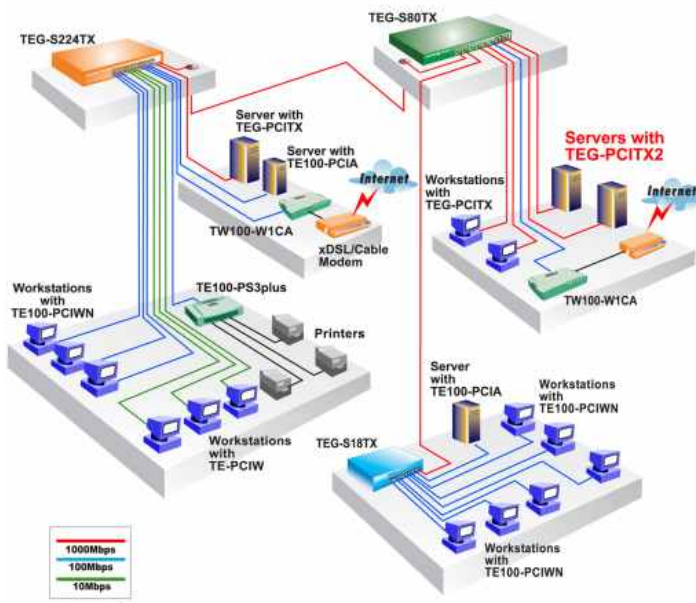 TEG-S224TX
TEG-S80TX
Server with
TEG-PCITX
Server with
TE100-PCIA
Internet
TW100-W1CA
xDSL/Cable
Modem
Servers with
TEG-PCITX2
Workstations
with
TEG-PCITX
Internet
TW100-W1CA
Workstations
with
TE100-PCIWN
TE100-PS3plus
Printers
Workstations
with
TE-PCIW
Server
with
TE100-PCIA
Workstations
with
TE100-PCIWN
TEG-S18TX
Workstations
with
TE100-PCIWN
1000Mbps
100Mbps
10Mbps